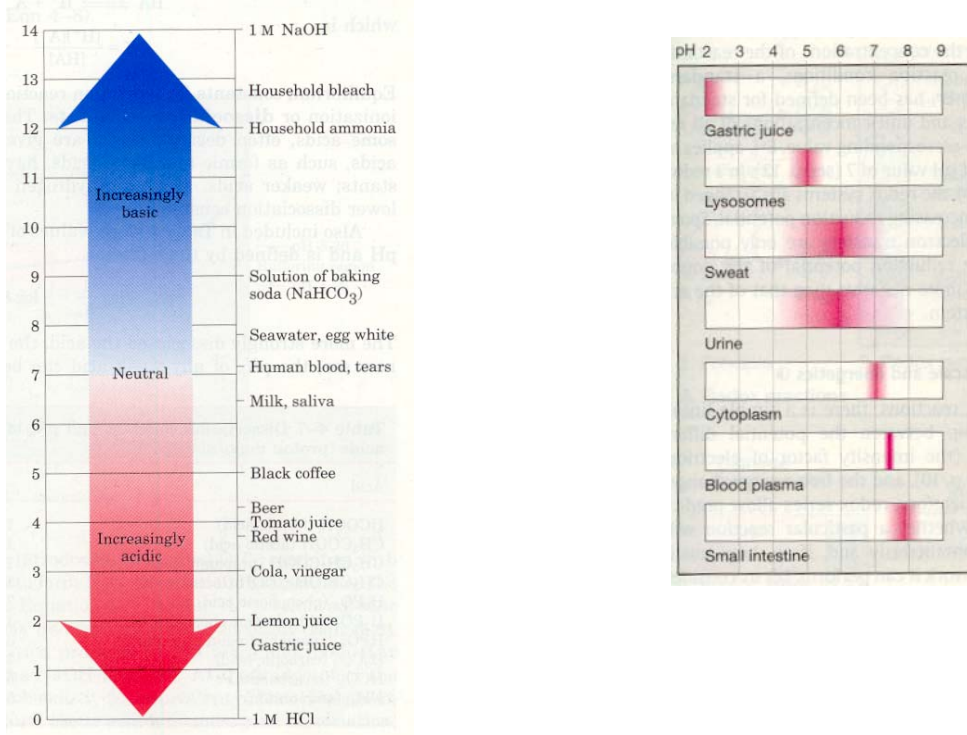 14
1 M NaOH
13
Household bleach
12
Household ammonia
11
Increasingly
basic
10
9
Solution of baking
soda (NaHCO3)
8
Seawater, egg white
7
Neutral
Human blood, tears
Milk, saliva
6
5
Black coffee
Beer
4
Tomato juice
Red wine
Increasingly
acidic
3
Cola, vinegar
2
Lemon juice
Gastric juice
1
0
1 M HCl
pH 2 3 4 5 6 7 8 9
Gastric juice
Lysosomes
Sweat
Urine
Cytoplasm
Blood plasma
Small intestine